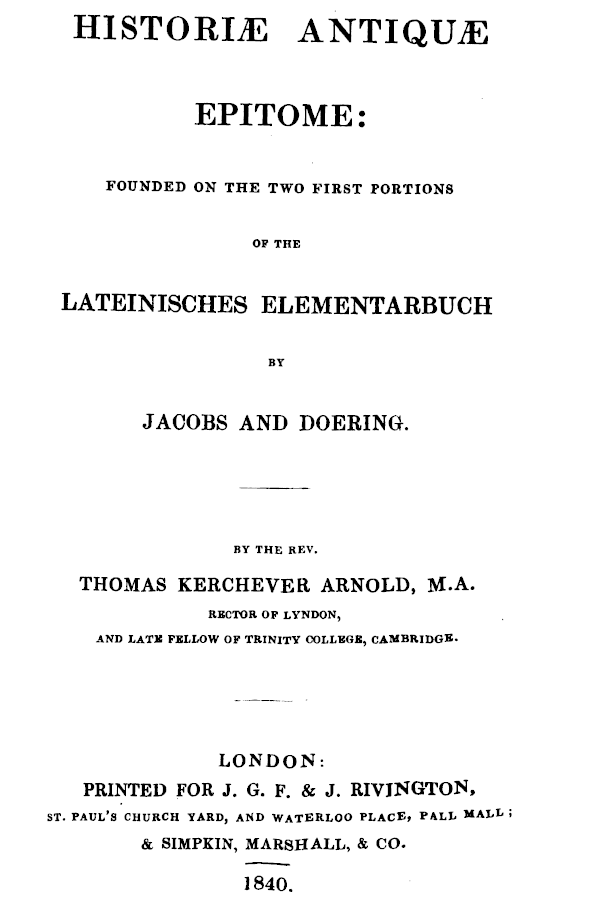 HISTORIÆ ANTIQUÆ
EPITOME:
FOUNDED ON THE TWO FIRST PORTIONS
OF THE
LATEINISCHES ELEMENTARBUCH
BY
JACOBS AND DOERING.
BY THE REV.
THOMAS KERCHEVER ARNOLD, M.A.
RECTOR OF LYNDON,
AND LATE FELLOW OF TRINITY COLLEGE, CAMBRIDGE.
LONDON:
PRINTED FOR J. G. F. & J. RIVINGTON,
ST. PAUL'S CHURCH YARD, AND WATERLOO PLACE, PALL MALL;
& SIMPKIN, MARSHALL, & CO.
1840.